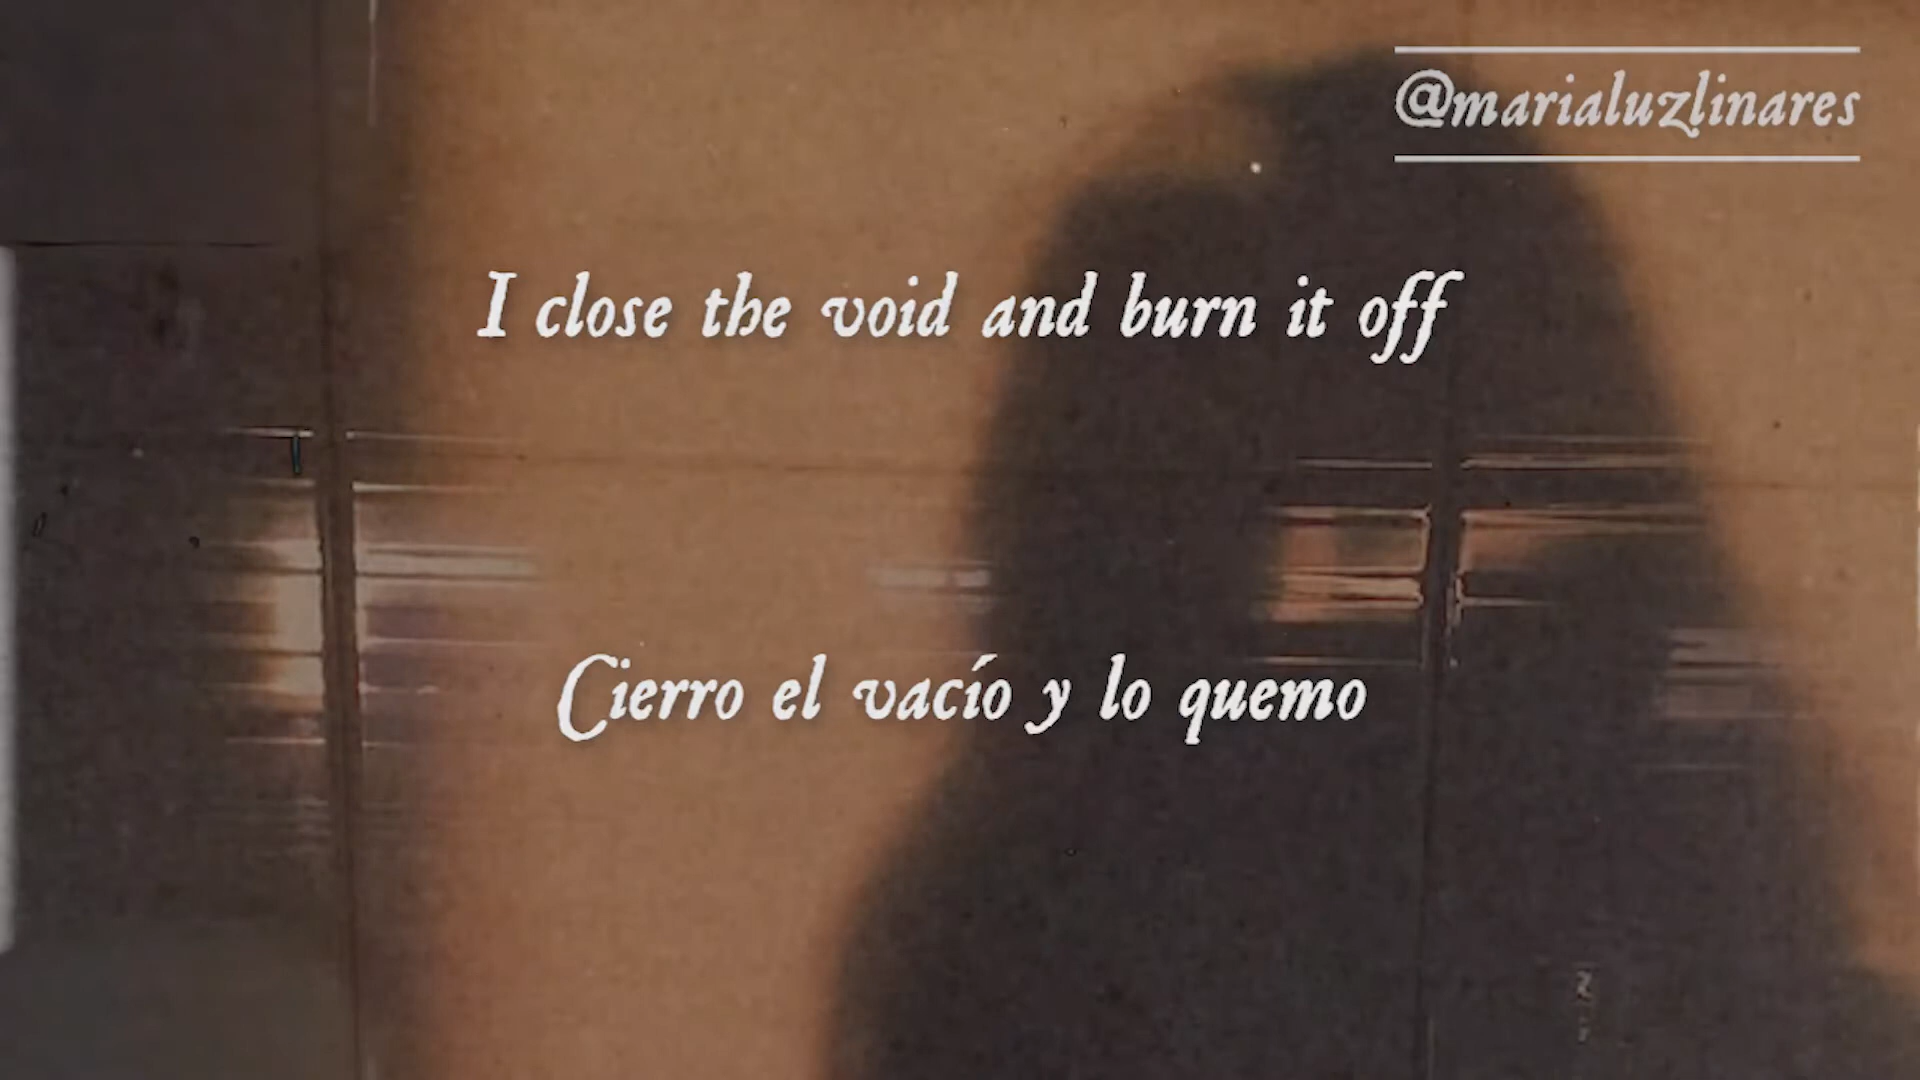 @marialuzlinares
I close the void and burn it off
Cierro el vacío y lo quemo